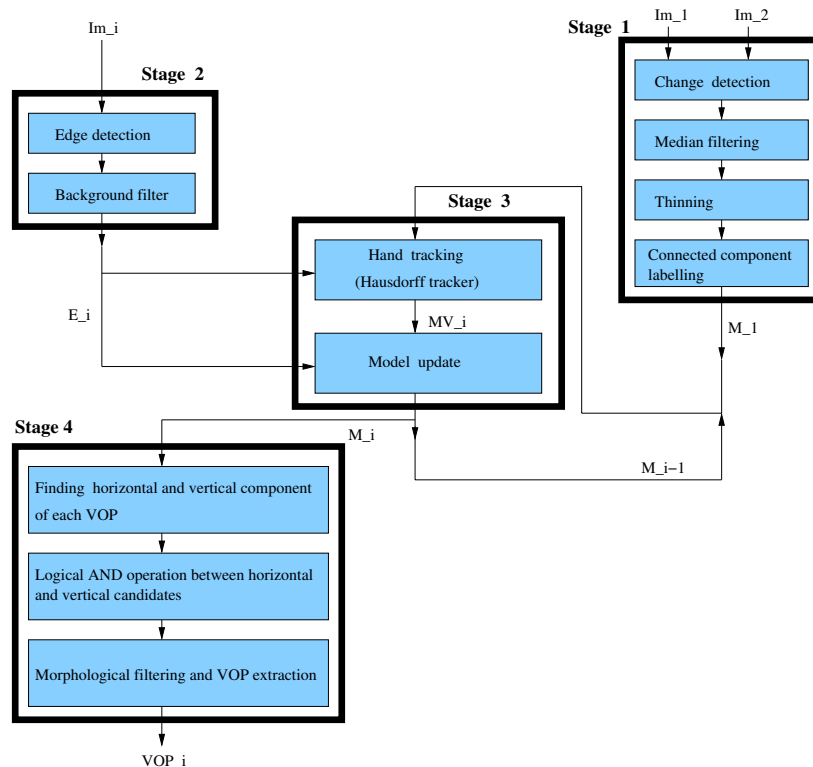 Im_i
Stage 2
Edge detection
Background filter
E_i
Im_1 Im_2
Stage 1
Change detection
Median filtering
Thinning
Connected component
labelling
M_1
Stage 3
Hand tracking
(Hausdorff tracker)
MV_i
Model update
M_i
M_i−1
Stage 4
Finding horizontal and vertical component
of each VOP
Logical AND operation between horizontal
and vertical candidates
Morphological filtering and VOP extraction
VOP_i